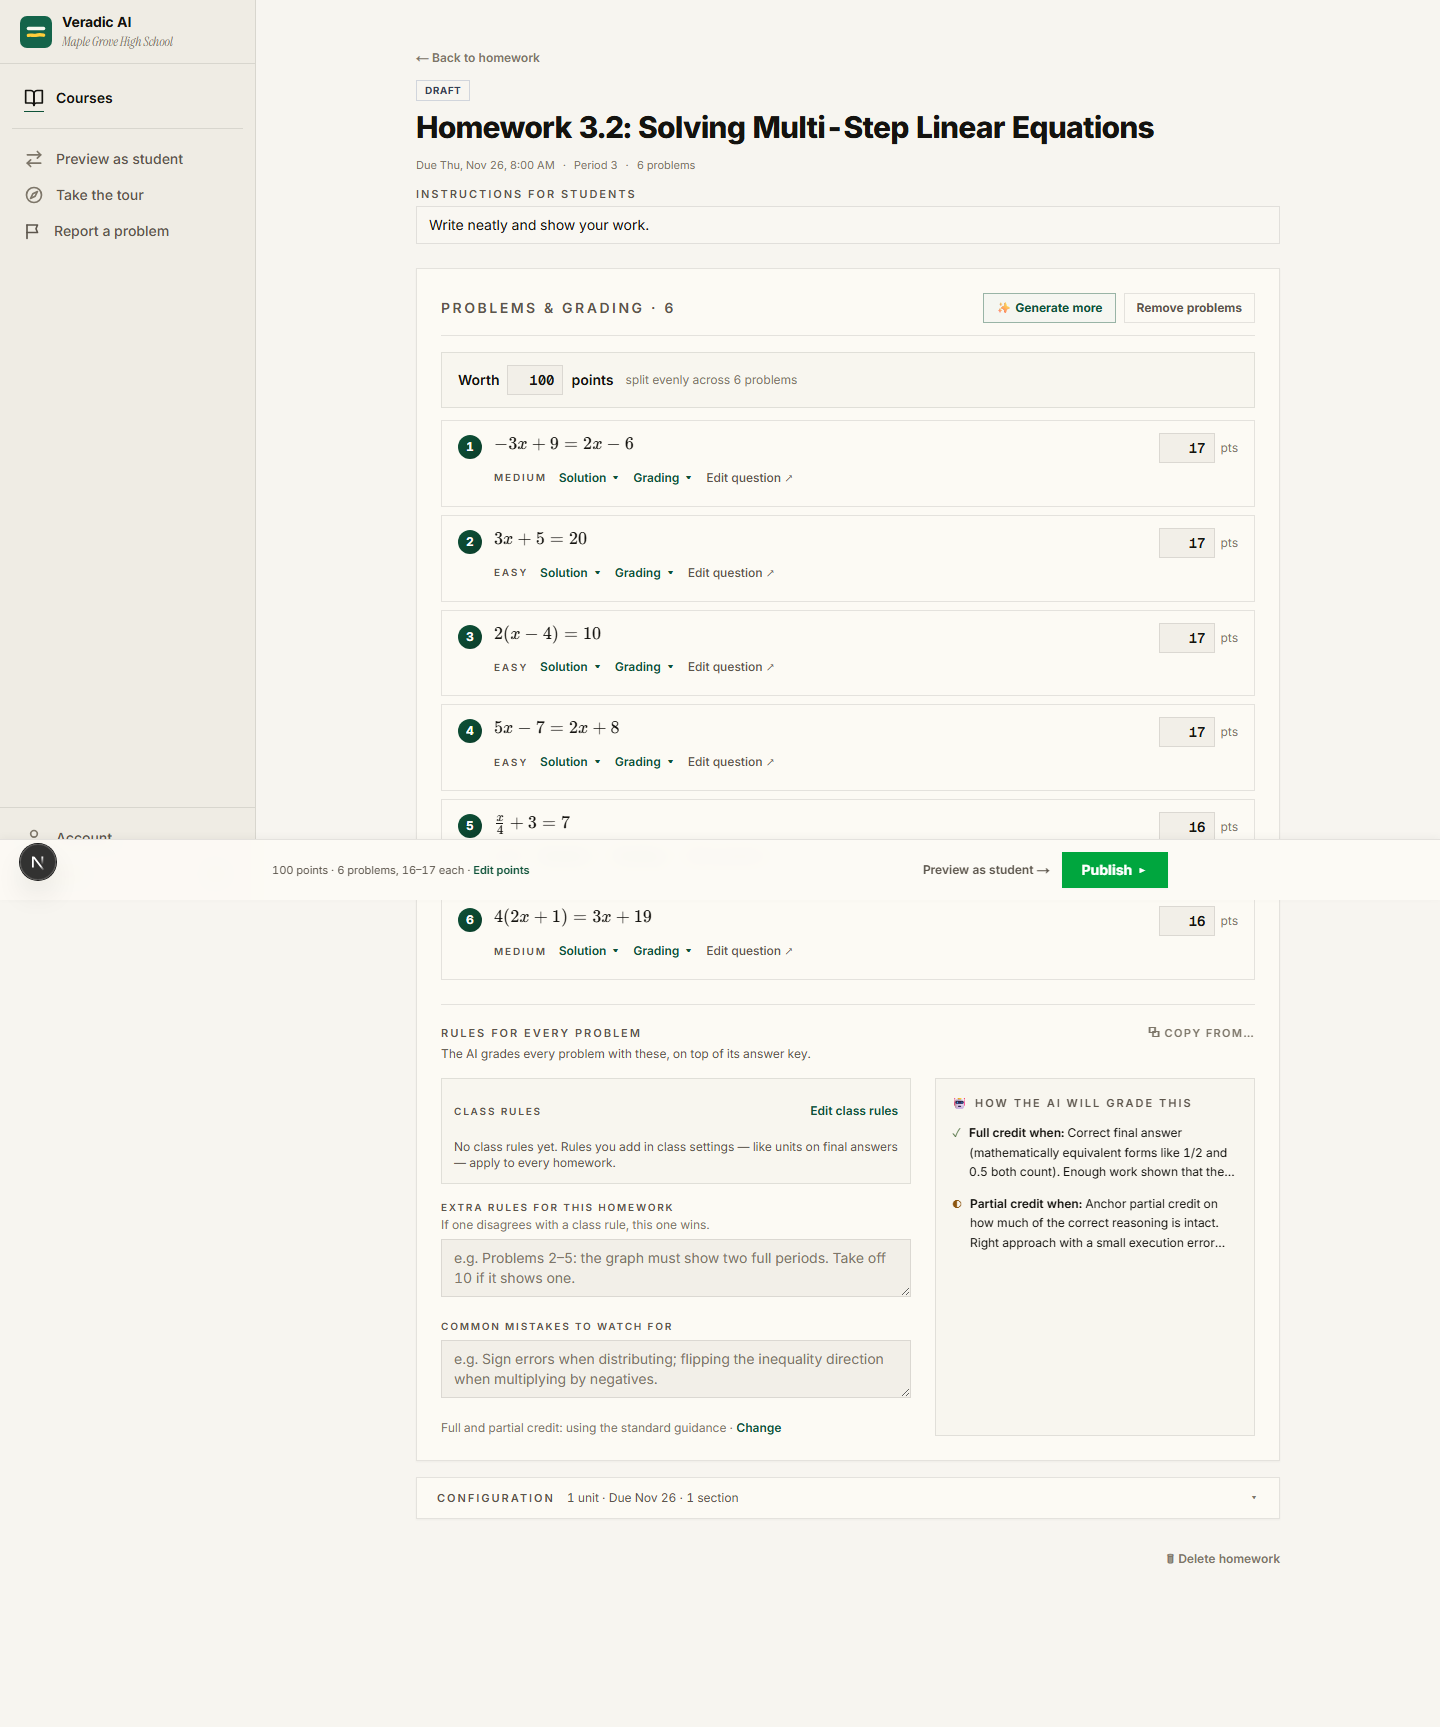 Veradic AI
Maple Grove High School
Courses
Preview as student
Take the tour
Report a problem
Account
← Back to homework
DRAFT
Homework 3.2: Solving Multi-Step Linear Equations
Due Thu, Nov 26, 8:00 AM · Period 3 · 6 problems
INSTRUCTIONS FOR STUDENTS
Write neatly and show your work.
PROBLEMS & GRADING · 6
Generate more
Remove problems
Worth 100 points split evenly across 6 problems
1 −3x + 9 = 2x − 6 17 pts
MEDIUM Solution Grading Edit question ↗
2 3x + 5 = 20 17 pts
EASY Solution Grading Edit question ↗
3 2(x − 4) = 10 17 pts
EASY Solution Grading Edit question ↗
4 5x − 7 = 2x + 8 17 pts
EASY Solution Grading Edit question ↗
5 x/4 + 3 = 7 16 pts
N
100 points · 6 problems, 16–17 each · Edit points
Preview as student →
Publish
6 4(2x + 1) = 3x + 19 16 pts
MEDIUM Solution Grading Edit question ↗
RULES FOR EVERY PROBLEM
COPY FROM...
The AI grades every problem with these, on top of its answer key.
CLASS RULES
Edit class rules
No class rules yet. Rules you add in class settings — like units on final answers
— apply to every homework.
EXTRA RULES FOR THIS HOMEWORK
If one disagrees with a class rule, this one wins.
e.g. Problems 2–5: the graph must show two full periods. Take off
10 if it shows one.
COMMON MISTAKES TO WATCH FOR
e.g. Sign errors when distributing; flipping the inequality direction
when multiplying by negatives.
Full and partial credit: using the standard guidance · Change
HOW THE AI WILL GRADE THIS
✓ Full credit when: Correct final answer
(mathematically equivalent forms like 1/2 and
0.5 both count). Enough work shown that the...
Partial credit when: Anchor partial credit on
how much of the correct reasoning is intact.
Right approach with a small execution error...
CONFIGURATION 1 unit · Due Nov 26 · 1 section
Delete homework